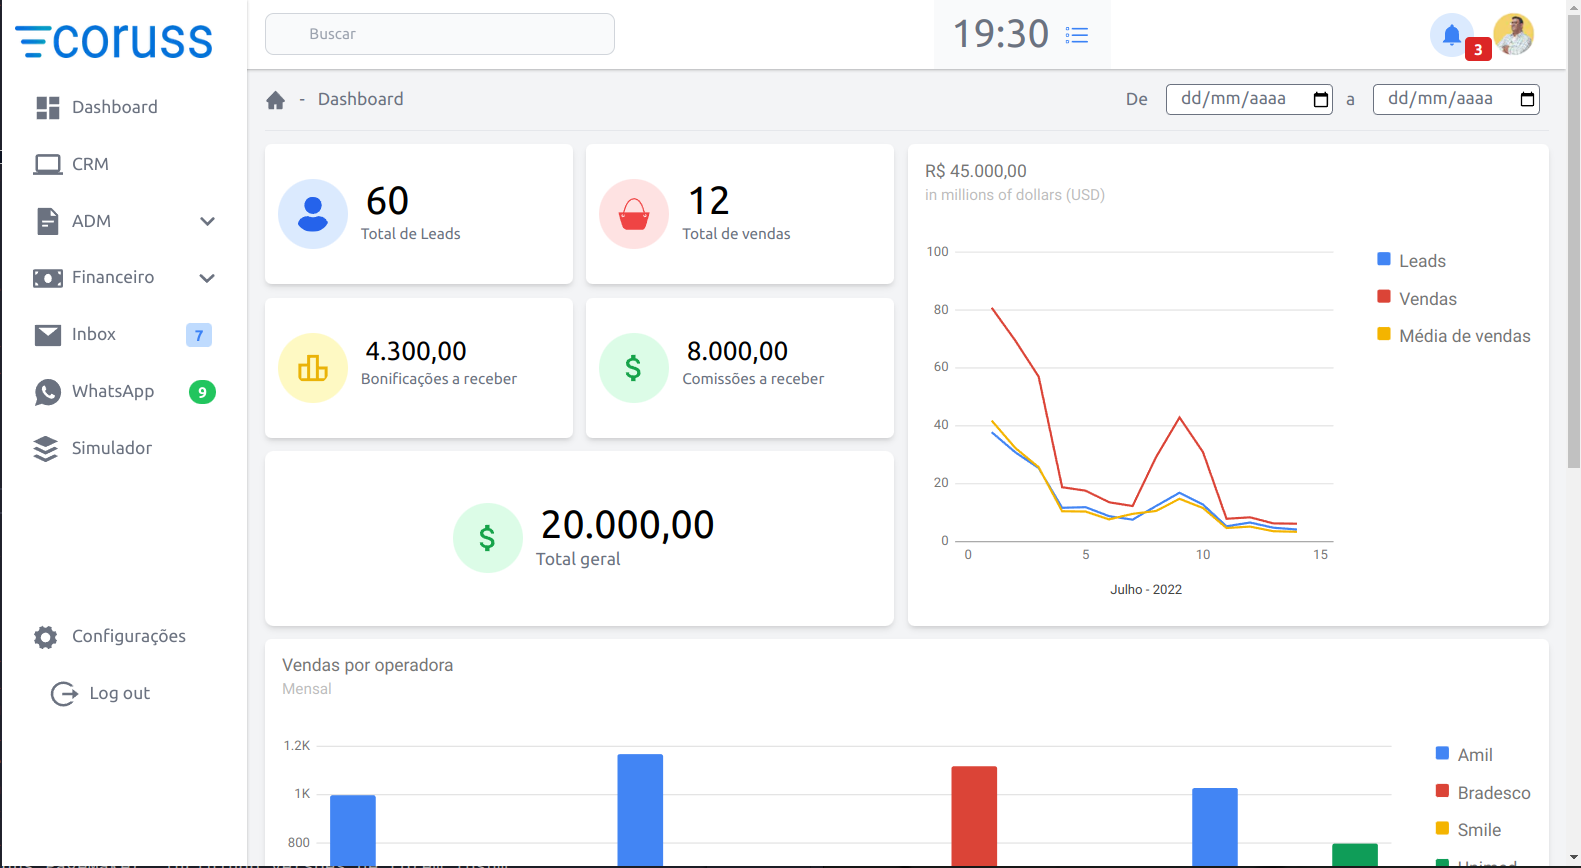 coruss
Buscar
19:30
3
Dashboard
CRM
ADM
Financeiro
Inbox 7
WhatsApp 9
Simulador
Configurações
Log out
- Dashboard
De dd/mm/aaaa a dd/mm/aaaa
60
Total de Leads
12
Total de vendas
4.300,00
Bonificações a receber
8.000,00
Comissões a receber
20.000,00
Total geral
R$ 45.000,00
in millions of dollars (USD)
100
80
60
40
20
0
0 5 10 15
Julho - 2022
Leads
Vendas
Média de vendas
Vendas por operadora
Mensal
1.2K
1K
800
Amil
Bradesco
Smile
Unimed